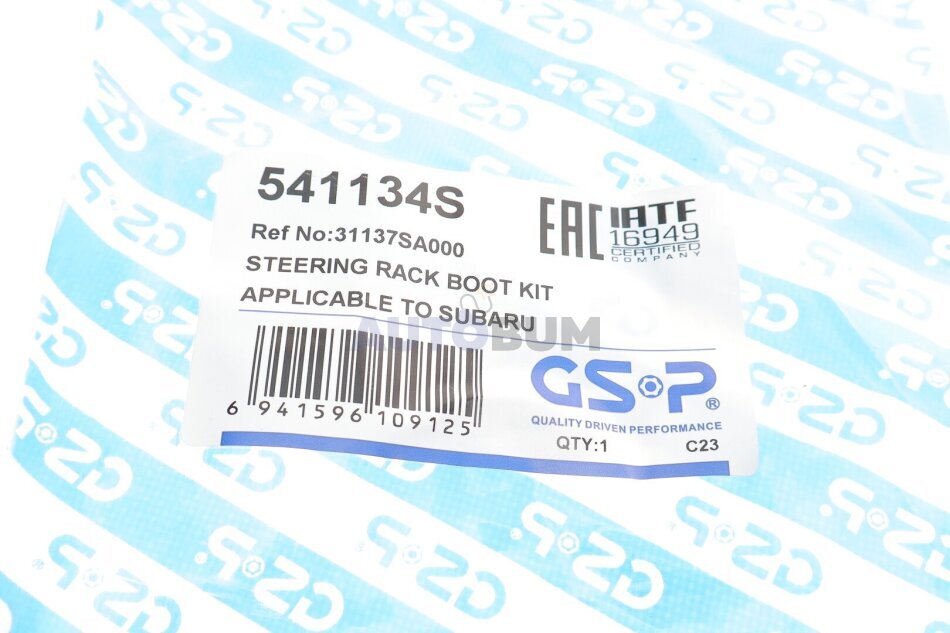 541134S
EAC
IATF
16949
CERTIFIED
COMPANY
Ref No:31137SA000
STEERING RACK BOOT KIT
APPLICABLE TO SUBARU
AUTOBUM
6 941596 109125
GSP®
QUALITY DRIVEN PERFORMANCE
QTY:1 C23